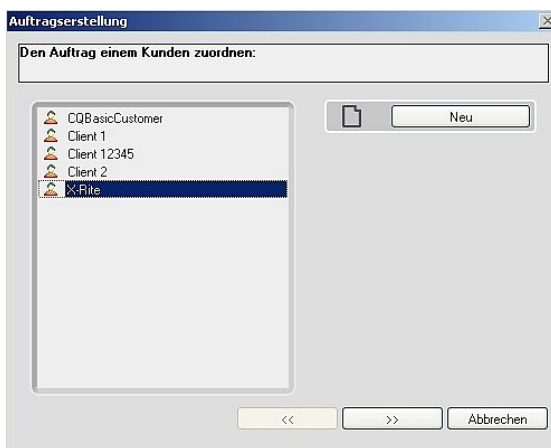 Auftragserstellung
Den Auftrag einem Kunden zuordnen:
CQBasicCustomer
Client 1
Client 12345
Client 2
X-Rite
Neu
<< >> Abbrechen